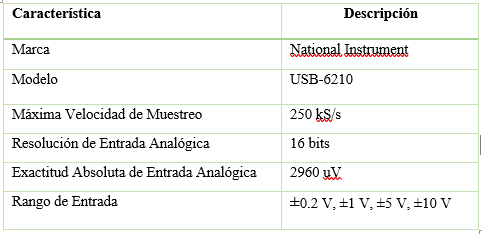 Característica Descripción
Marca National Instrument
Modelo USB-6210
Máxima Velocidad de Muestreo 250 kS/s
Resolución de Entrada Analógica 16 bits
Exactitud Absoluta de Entrada Analógica 2960 uV
Rango de Entrada ±0.2 V, ±1 V, ±5 V, ±10 V